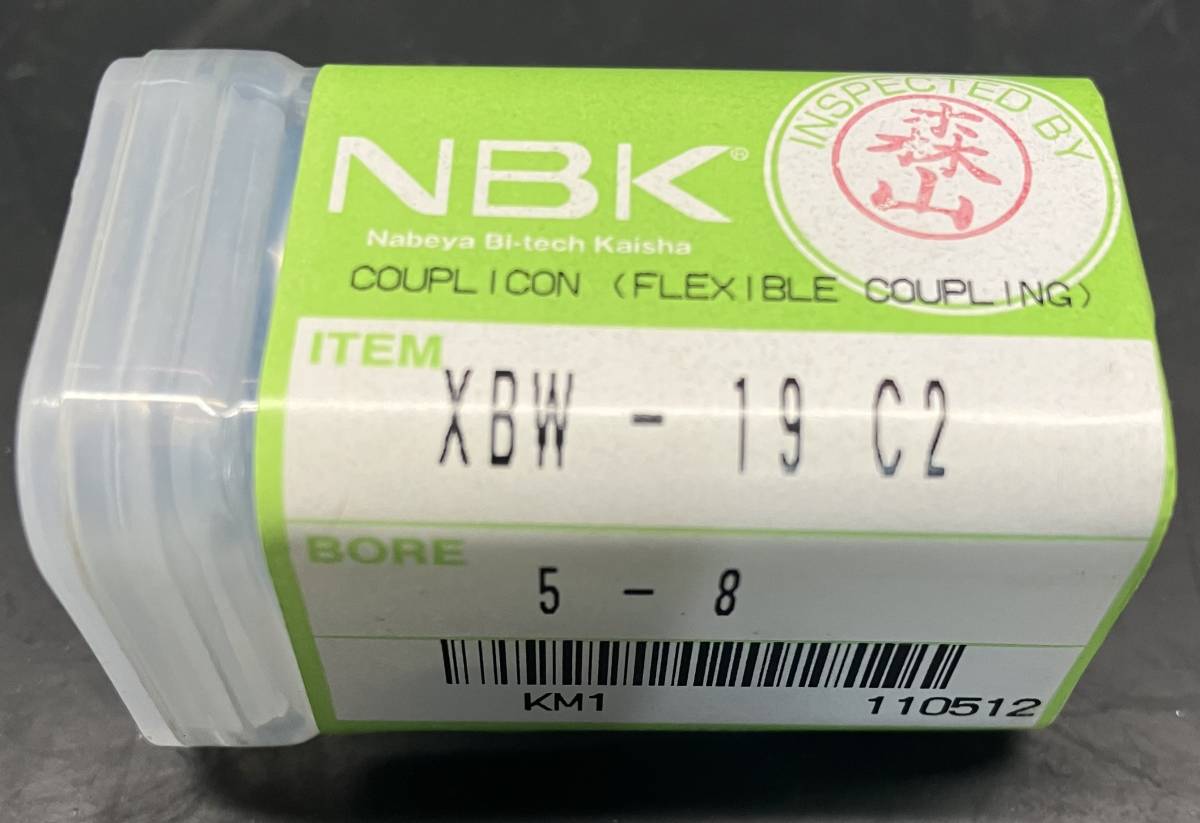 NBK®
Nabeya Bi-tech Kaisha
INSPECTED BY
森山
COUPLICON (FLEXIBLE COUPLING)
ITEM
XBW - 19 C2
BORE
5 - 8
KM1 110512